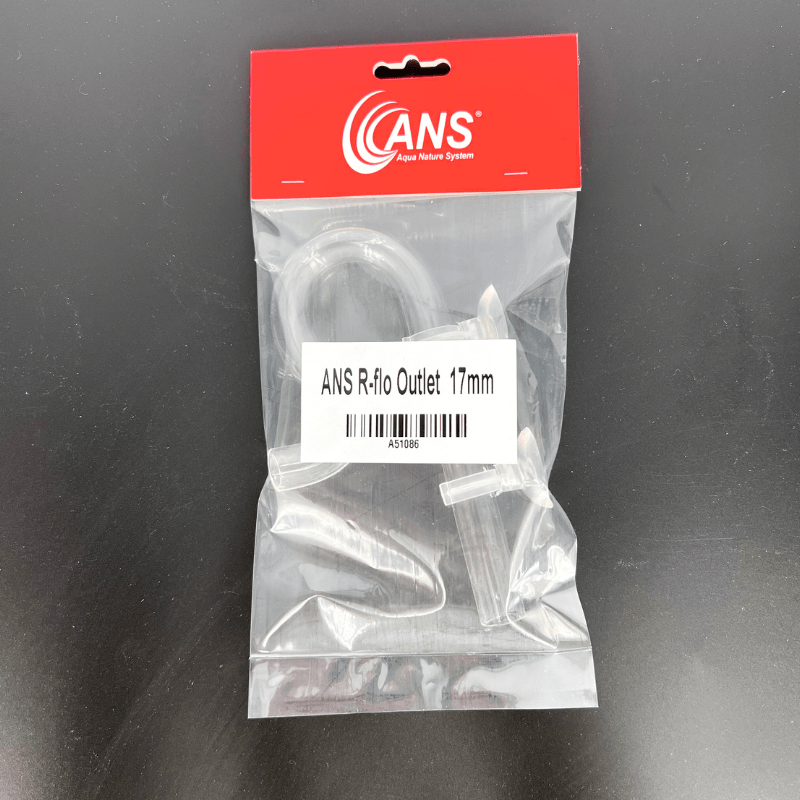 ANS®
Aqua Nature System
ANS R-flo Outlet 17mm
A51086